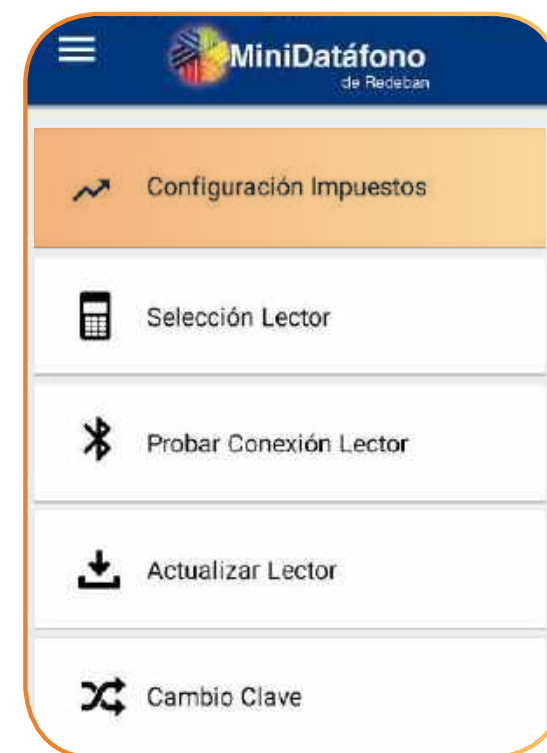 MiniDatáfono
de Redeban
Configuración Impuestos
Selección Lector
Probar Conexión Lector
Actualizar Lector
Cambio Clave